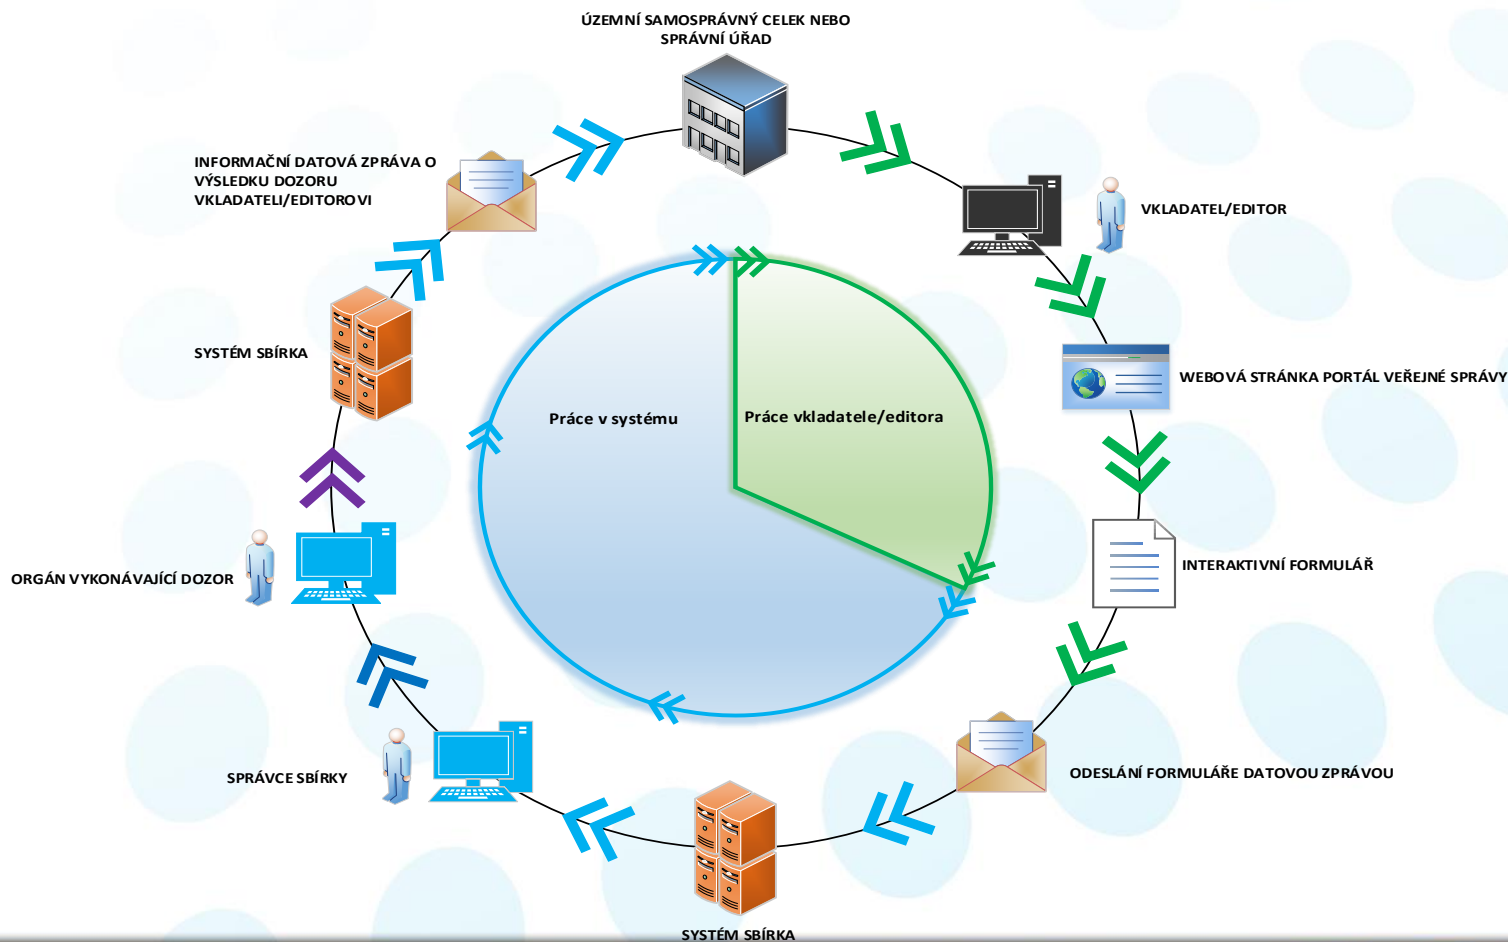 ÚZEMNÍ SAMOSPRÁVNÝ CELEK NEBO
SPRÁVNÍ ÚŘAD
INFORMAČNÍ DATOVÁ ZPRÁVA O
VÝSLEDKU DOZORU
VKLADATELI/EDITOROVI
VKLADATEL/EDITOR
SYSTÉM SBÍRKA
WEBOVÁ STRÁNKA PORTÁL VEŘEJNÉ SPRÁVY
Práce v systému
Práce vkladatele/editora
ORGÁN VYKONÁVAJÍCÍ DOZOR
INTERAKTIVNÍ FORMULÁŘ
SPRÁVCE SBÍRKY
ODESLÁNÍ FORMULÁŘE DATOVOU ZPRÁVOU
SYSTÉM SBÍRKA